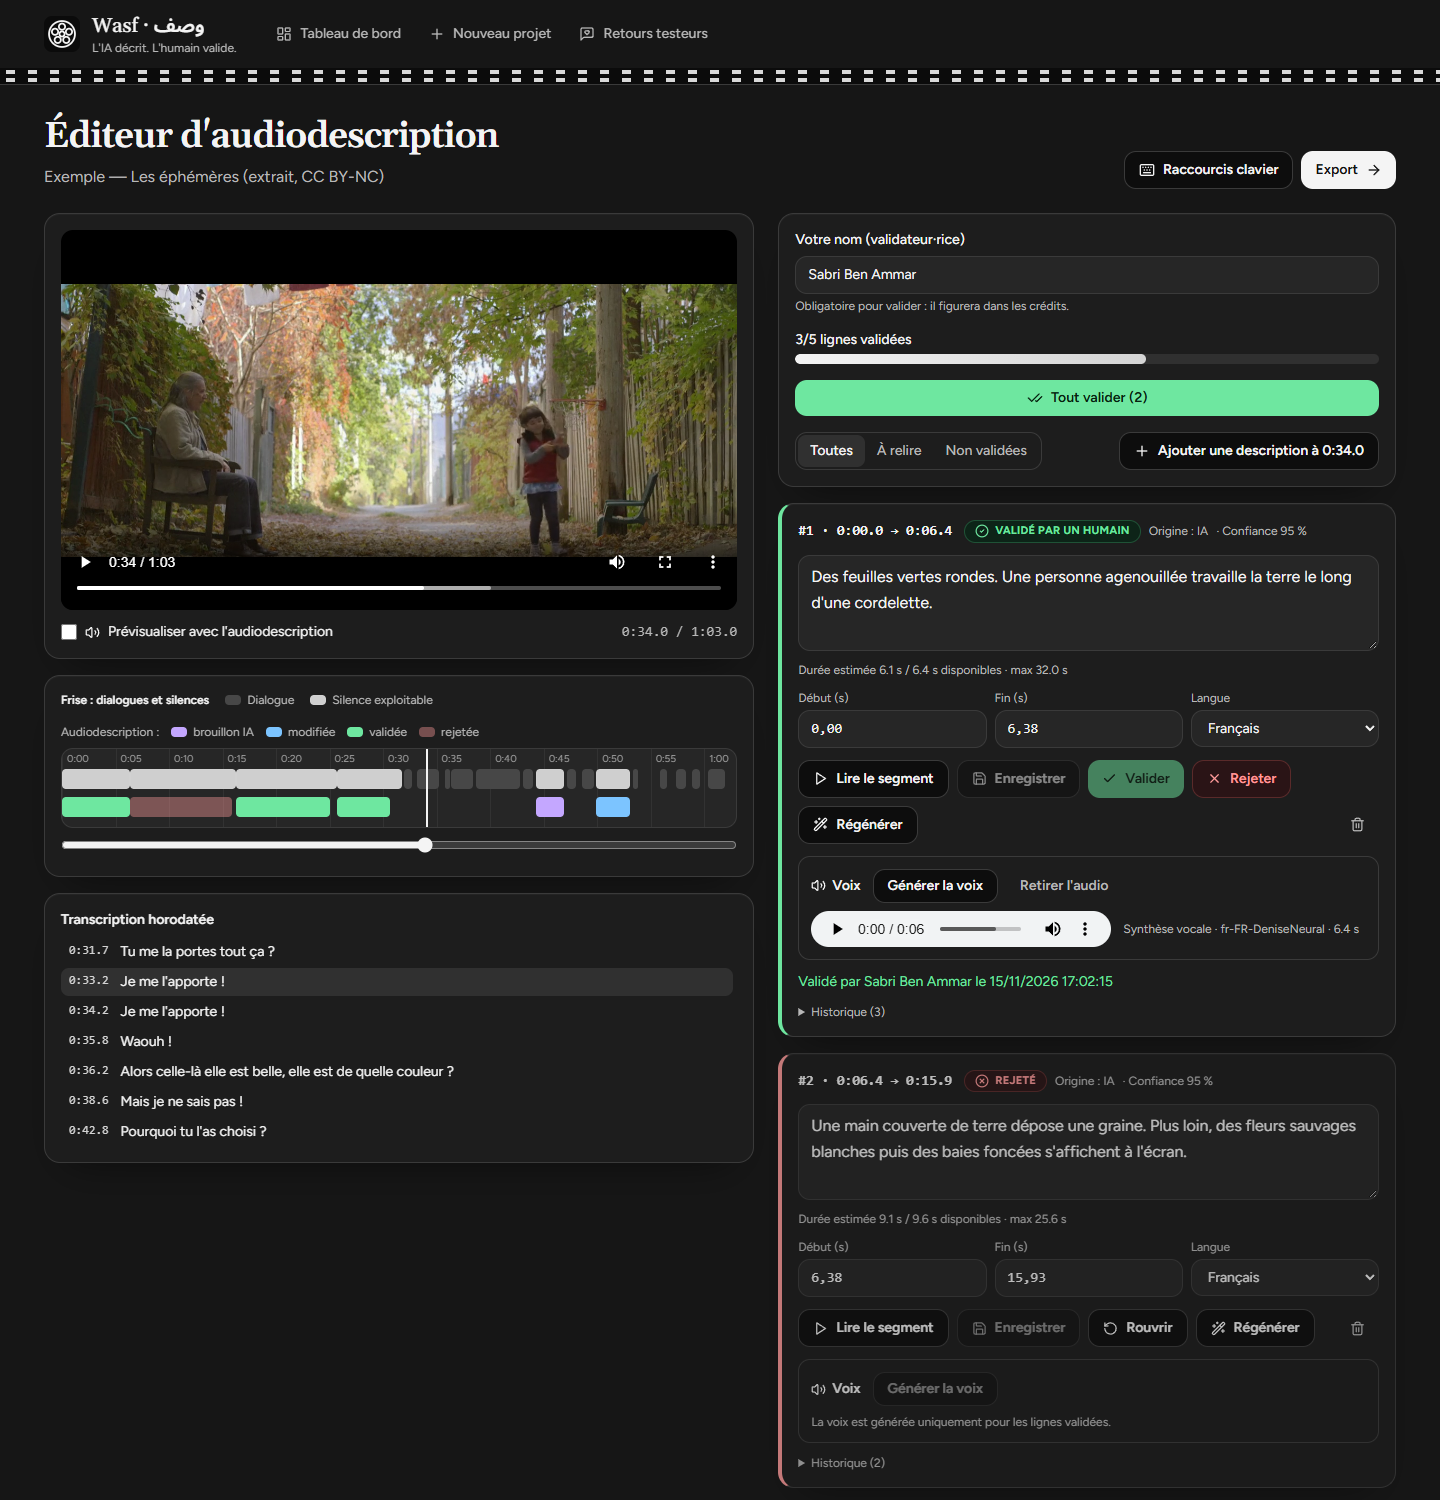 Wasf · وصف
L'IA décrit. L'humain valide.
Tableau de bord
Nouveau projet
Retours testeurs
Éditeur d'audiodescription
Exemple — Les éphémères (extrait, CC BY-NC)
Raccourcis clavier
Export
0:34 / 1:03
Prévisualiser avec l'audiodescription
0:34.0 / 1:03.0
Frise : dialogues et silences
Dialogue
Silence exploitable
Audiodescription :
brouillon IA
modifiée
validée
rejetée
0:00 0:05 0:10 0:15 0:20 0:25 0:30 0:35 0:40 0:45 0:50 0:55 1:00
Transcription horodatée
0:31.7 Tu me la portes tout ça ?
0:33.2 Je me l'apporte !
0:34.2 Je me l'apporte !
0:35.8 Waouh !
0:36.2 Alors celle-là elle est belle, elle est de quelle couleur ?
0:38.6 Mais je ne sais pas !
0:42.8 Pourquoi tu l'as choisi ?
Votre nom (validateur·rice)
Sabri Ben Ammar
Obligatoire pour valider : il figurera dans les crédits.
3/5 lignes validées
Tout valider (2)
Toutes
À relire
Non validées
Ajouter une description à 0:34.0
#1 · 0:00.0 → 0:06.4
VALIDÉ PAR UN HUMAIN
Origine : IA · Confiance 95 %
Des feuilles vertes rondes. Une personne agenouillée travaille la terre le long
d'une cordelette.
Durée estimée 6.1 s / 6.4 s disponibles · max 32.0 s
Début (s)
Fin (s)
Langue
0,00
6,38
Français
Lire le segment
Enregistrer
Valider
Rejeter
Régénérer
Voix
Générer la voix
Retirer l'audio
0:00 / 0:06
Synthèse vocale · fr-FR-DeniseNeural · 6.4 s
Validé par Sabri Ben Ammar le 15/11/2026 17:02:15
Historique (3)
#2 · 0:06.4 → 0:15.9
REJETÉ
Origine : IA · Confiance 95 %
Une main couverte de terre dépose une graine. Plus loin, des fleurs sauvages
blanches puis des baies foncées s'affichent à l'écran.
Durée estimée 9.1 s / 9.6 s disponibles · max 25.6 s
Début (s)
Fin (s)
Langue
6,38
15,93
Français
Lire le segment
Enregistrer
Rouvrir
Régénérer
Voix
Générer la voix
La voix est générée uniquement pour les lignes validées.
Historique (2)